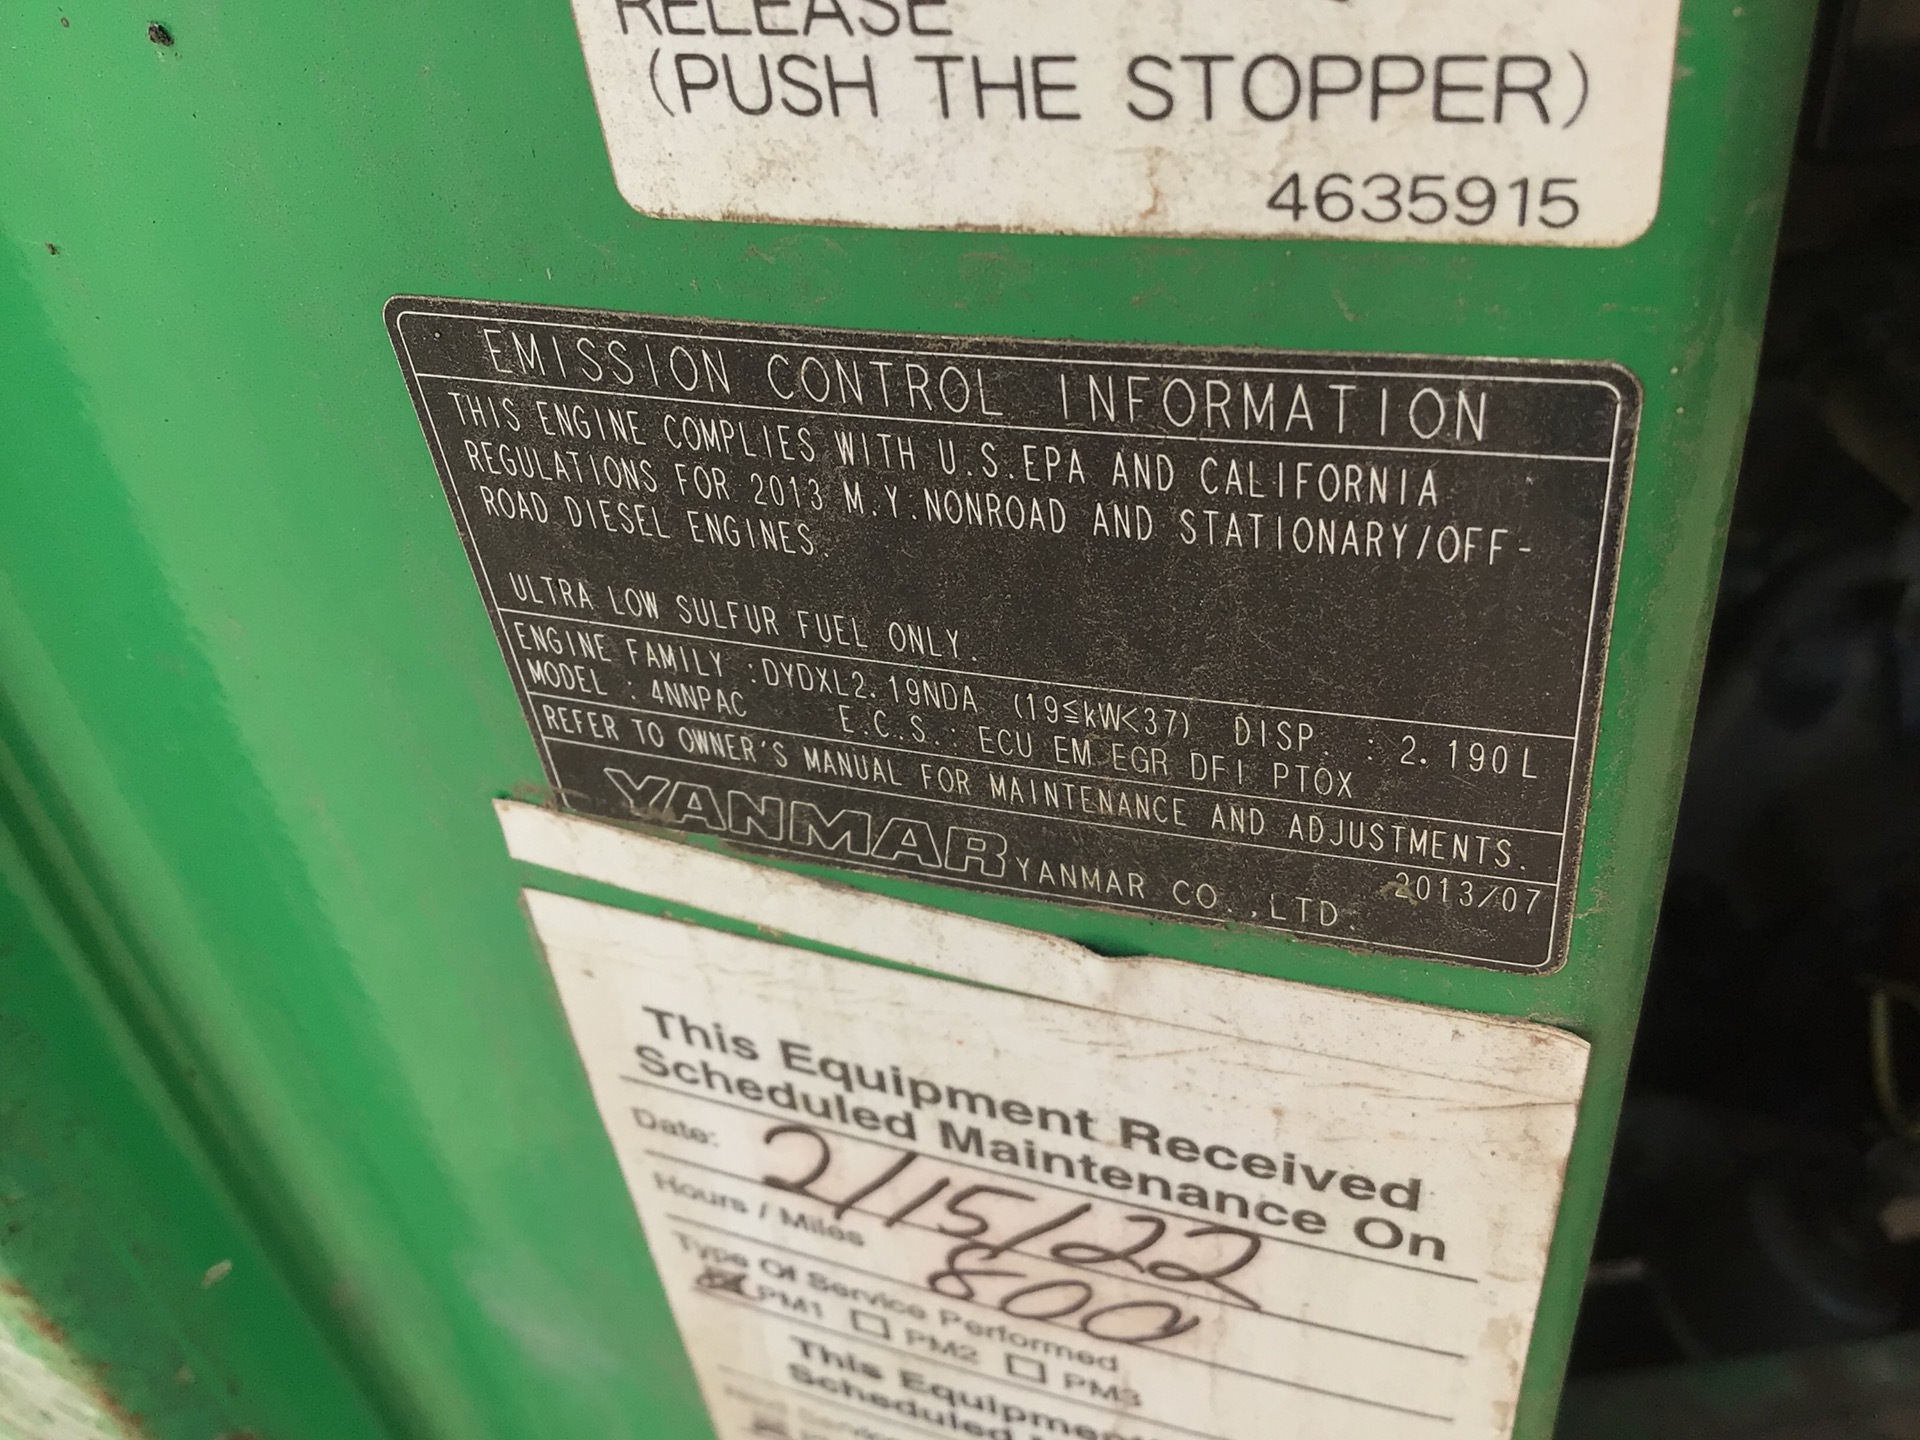 RELEASE
(PUSH THE STOPPER)
4635915
EMISSION CONTROL INFORMATION
THIS ENGINE COMPLIES WITH U.S.EPA AND CALIFORNIA
REGULATIONS FOR 2013 M.Y.NONROAD AND STATIONARY/OFF-
ROAD DIESEL ENGINES.
ULTRA LOW SULFUR FUEL ONLY.
ENGINE FAMILY :DYDXL2.19NDA (19≦kW<37) DISP. : 2.190L
MODEL : 4NNPAC E.C.S.: ECU EM EGR DFI PTOX
REFER TO OWNER'S MANUAL FOR MAINTENANCE AND ADJUSTMENTS.
YANMAR YANMAR CO.,LTD. 2013/07
This Equipment Received
Scheduled Maintenance On
Date: 2/15/22
Hours / Miles 800
Type Of Service Performed
PM1 PM2 PM3
This Equipment
Scheduled